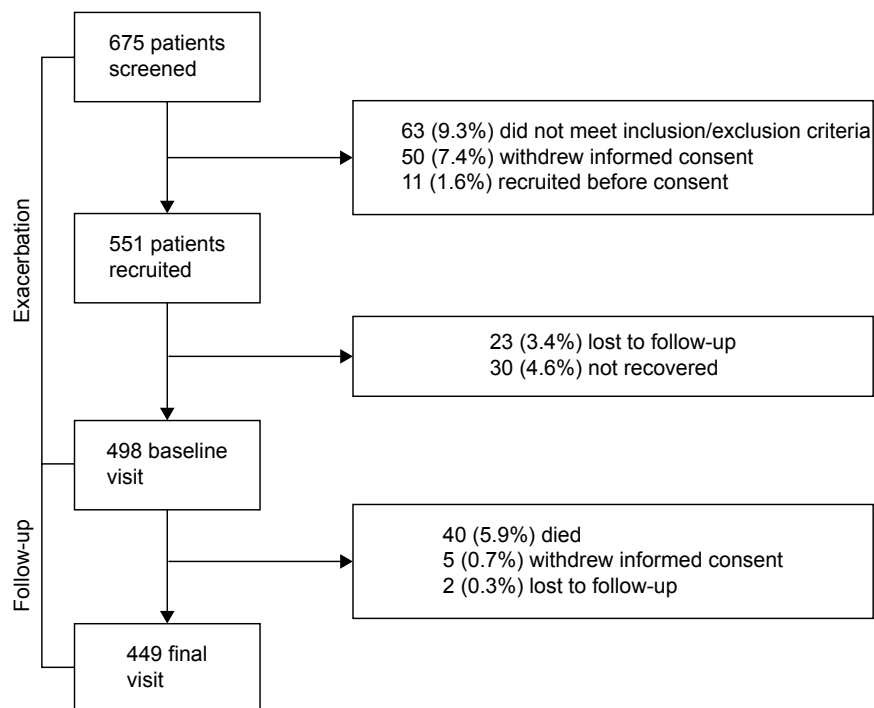 675 patients
screened
63 (9.3%) did not meet inclusion/exclusion criteria
50 (7.4%) withdrew informed consent
11 (1.6%) recruited before consent
Exacerbation
551 patients
recruited
23 (3.4%) lost to follow-up
30 (4.6%) not recovered
498 baseline
visit
Follow-up
40 (5.9%) died
5 (0.7%) withdrew informed consent
2 (0.3%) lost to follow-up
449 final
visit